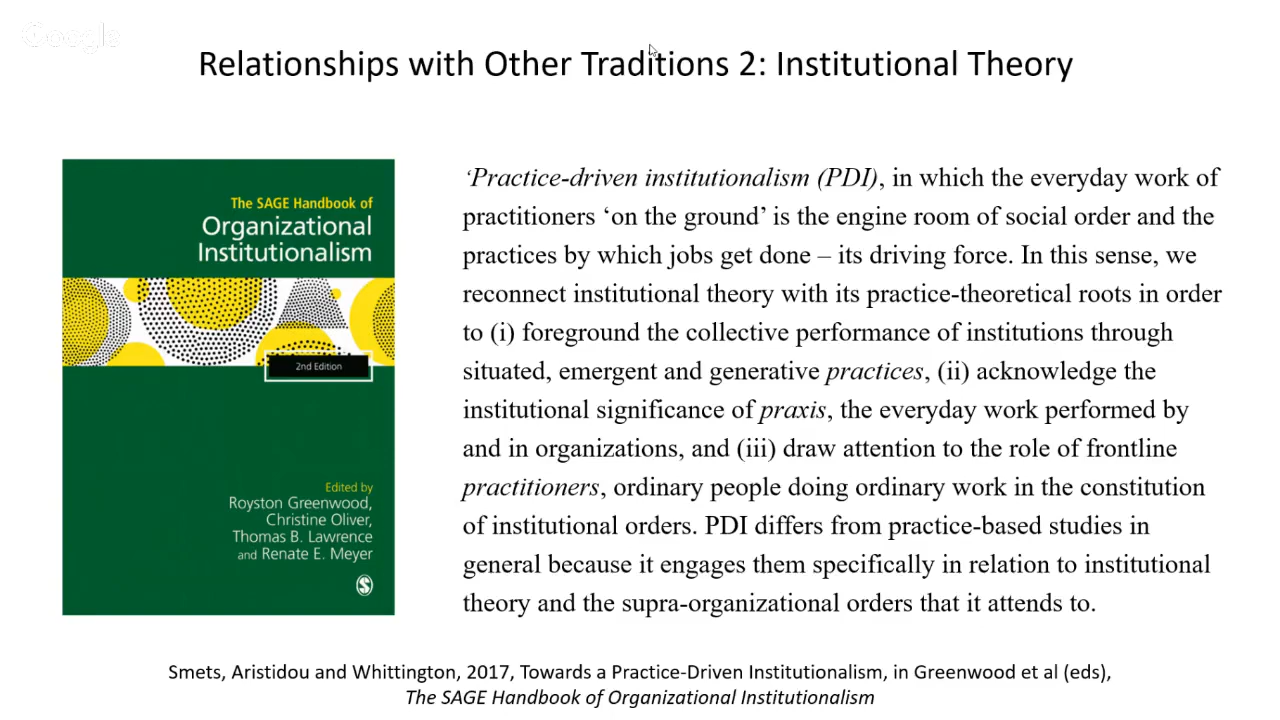 Google
Relationships with Other Traditions 2: Institutional Theory
The SAGE Handbook of
Organizational
Institutionalism
2nd Edition
Edited by
Royston Greenwood,
Christine Oliver,
Thomas B. Lawrence
and Renate E. Meyer
S
‘Practice-driven institutionalism (PDI), in which the everyday work of
practitioners ‘on the ground’ is the engine room of social order and the
practices by which jobs get done – its driving force. In this sense, we
reconnect institutional theory with its practice-theoretical roots in order
to (i) foreground the collective performance of institutions through
situated, emergent and generative practices, (ii) acknowledge the
institutional significance of praxis, the everyday work performed by
and in organizations, and (iii) draw attention to the role of frontline
practitioners, ordinary people doing ordinary work in the constitution
of institutional orders. PDI differs from practice-based studies in
general because it engages them specifically in relation to institutional
theory and the supra-organizational orders that it attends to.
Smets, Aristidou and Whittington, 2017, Towards a Practice-Driven Institutionalism, in Greenwood et al (eds),
The SAGE Handbook of Organizational Institutionalism